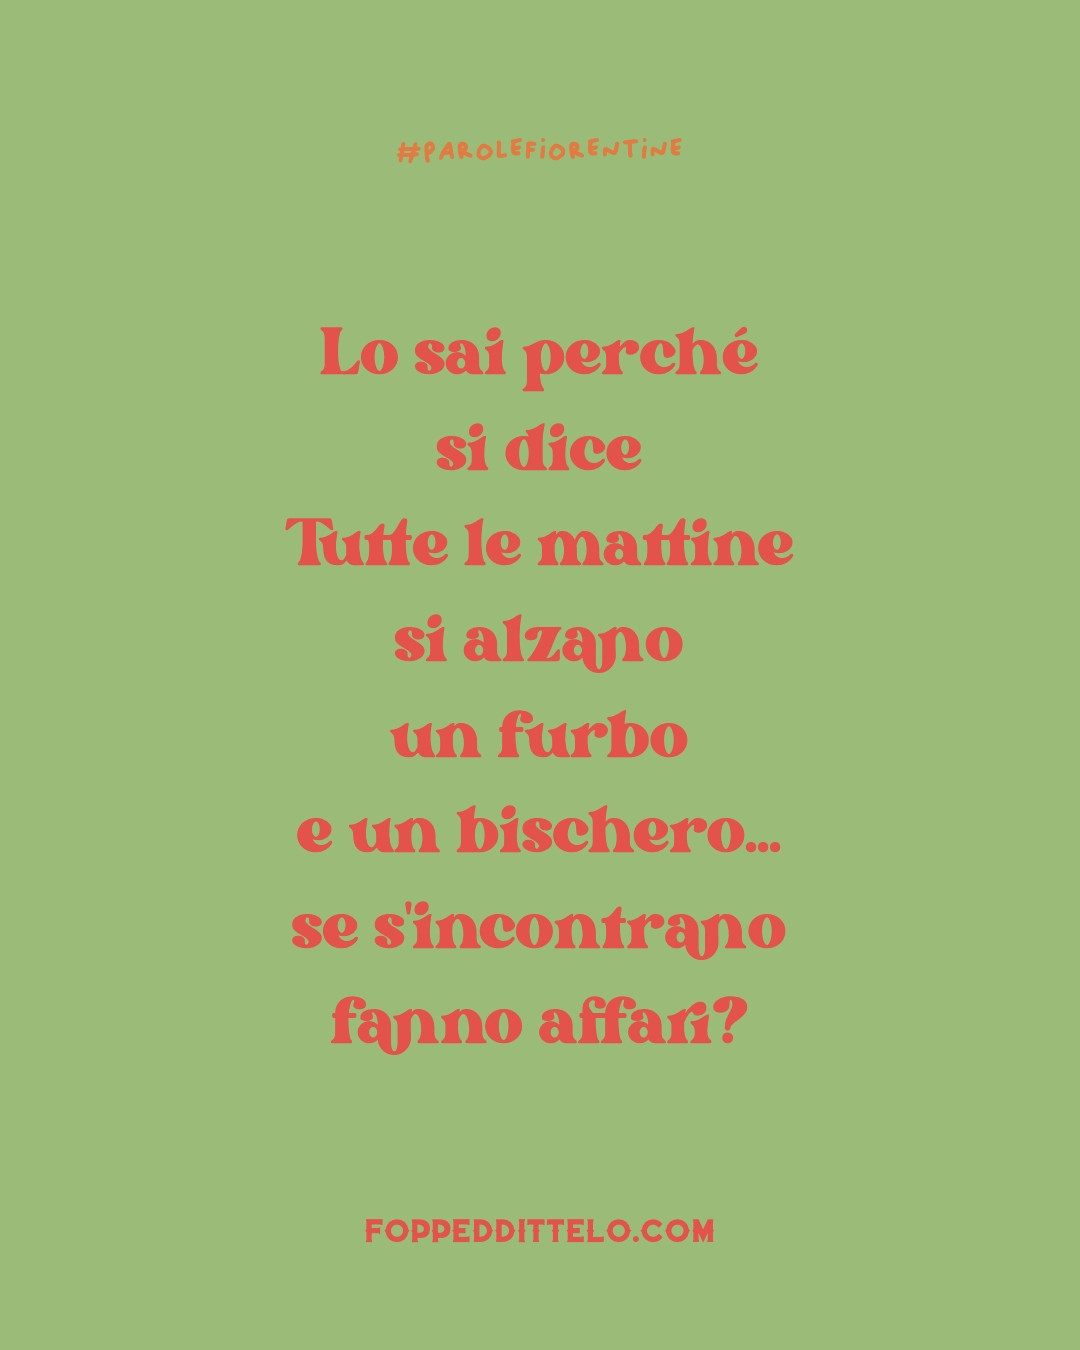 #PAROLEFIORENTINE
Lo sai perché
si dice
Tutte le mattine
si alzano
un furbo
e un bischero...
se s'incontrano
fanno affari?
FOPPEDDITTELO.COM